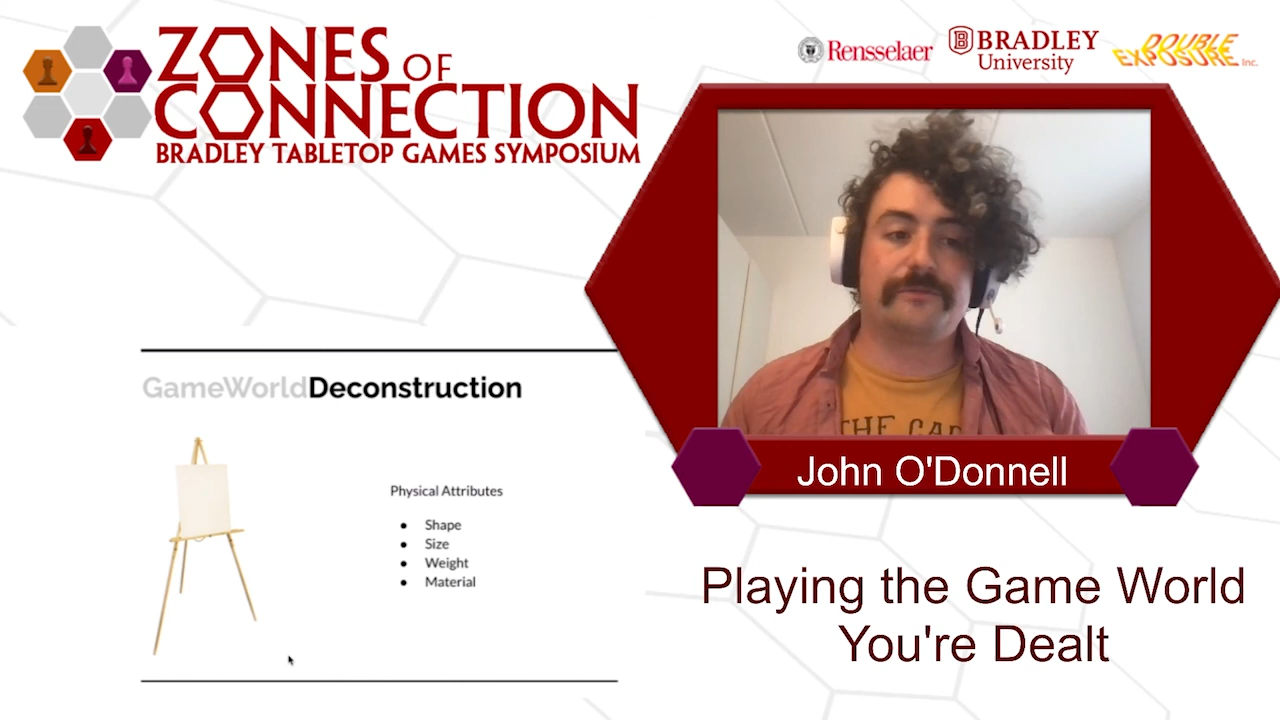 ZONES OF
CONNECTION
BRADLEY TABLETOP GAMES SYMPOSIUM
Rensselaer
BRADLEY
University
DOUBLE
EXPOSURE Inc.
GameWorldDeconstruction
Physical Attributes
● Shape
● Size
● Weight
● Material
THE
John O'Donnell
Playing the Game World
You're Dealt